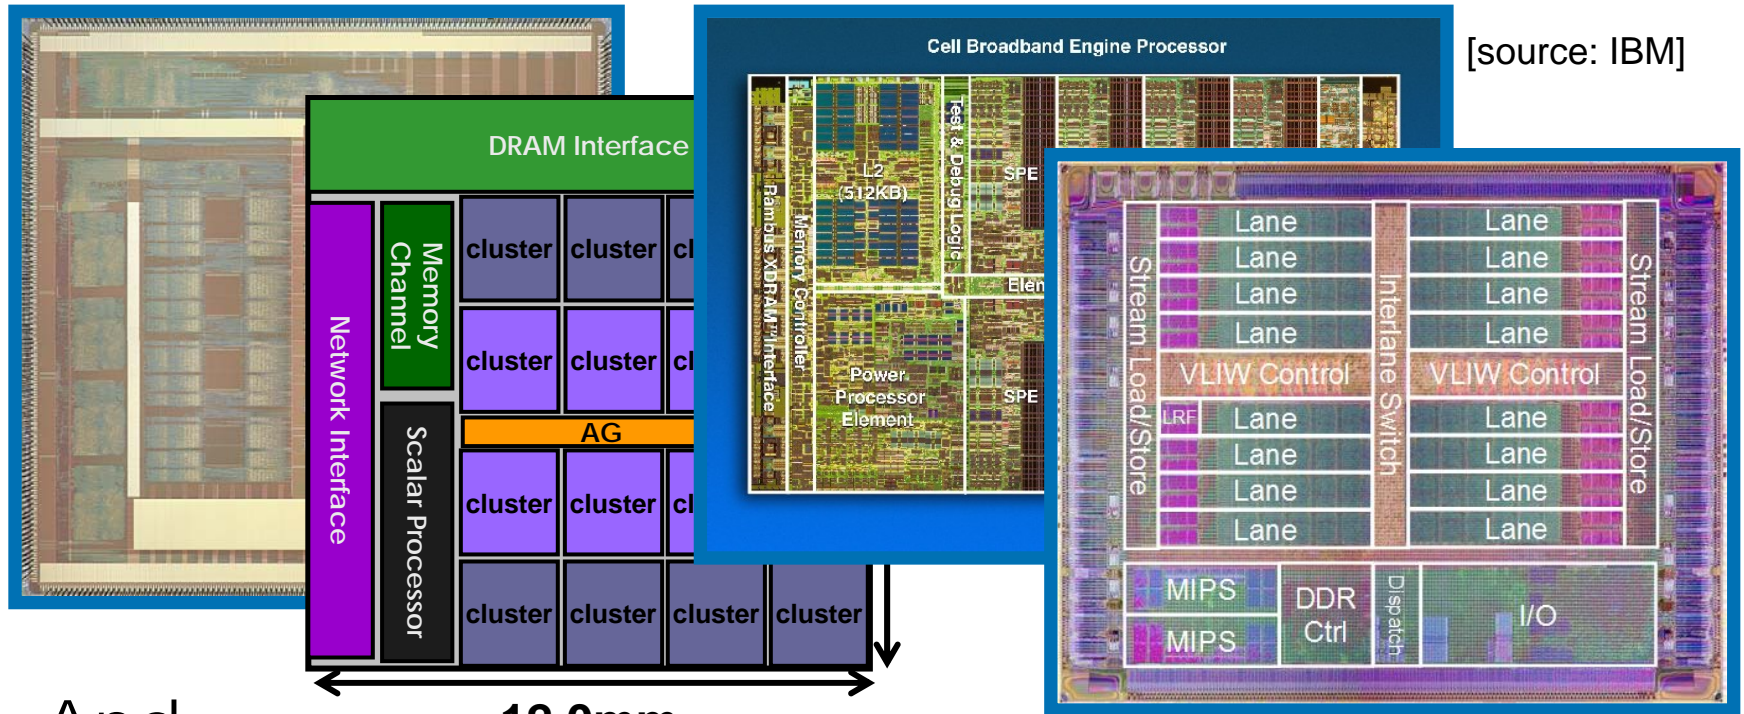 Cell Broadband Engine Processor
[source: IBM]
DRAM Interface
Network Interface
Memory Channel
Scalar Processor
cluster cluster
cluster cluster
AG
cluster cluster
cluster cluster cluster cluster
Rambus XDRAM™ Interface
Memory Controller
L2
(512KB)
Test & Debug Logic
SPE
Power
Processor
Element
SPE
Stream Load/Store
Lane
Lane
Lane
Lane
VLIW Control
LRF
Lane
Lane
Lane
Lane
Interlane Switch
Lane
Lane
Lane
Lane
VLIW Control
Lane
Lane
Lane
Lane
Stream Load/Store
MIPS
MIPS
DDR
Ctrl
Dispatch
I/O